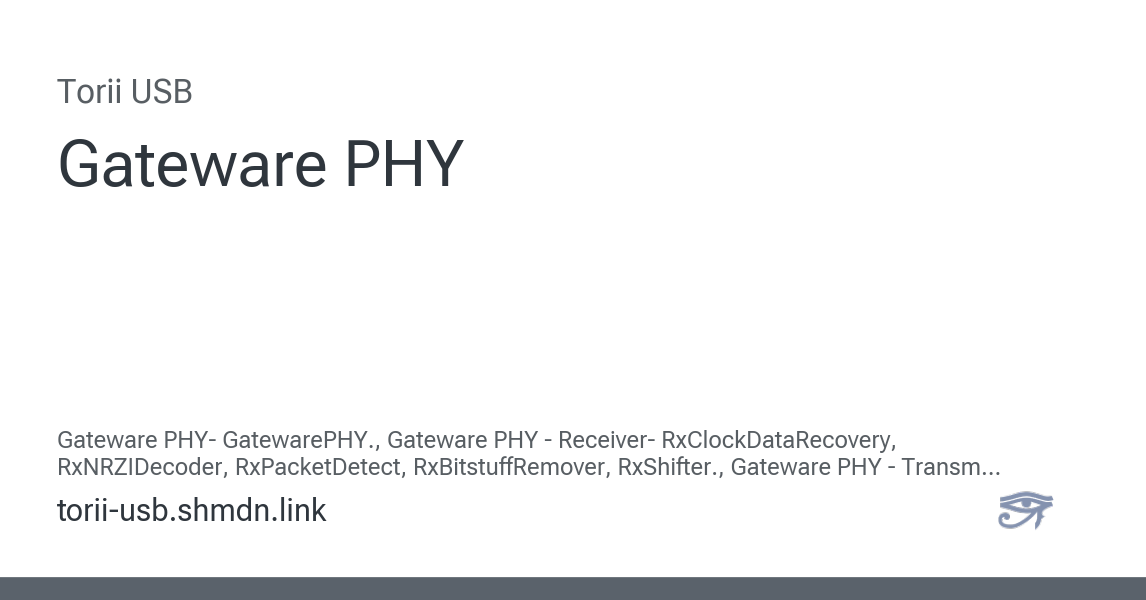 Torii USB
Gateware PHY
Gateware PHY- GatewarePHY., Gateware PHY - Receiver- RxClockDataRecovery,
RxNRZIDecoder, RxPacketDetect, RxBitstuffRemover, RxShifter., Gateware PHY - Transm...
torii-usb.shmdn.link